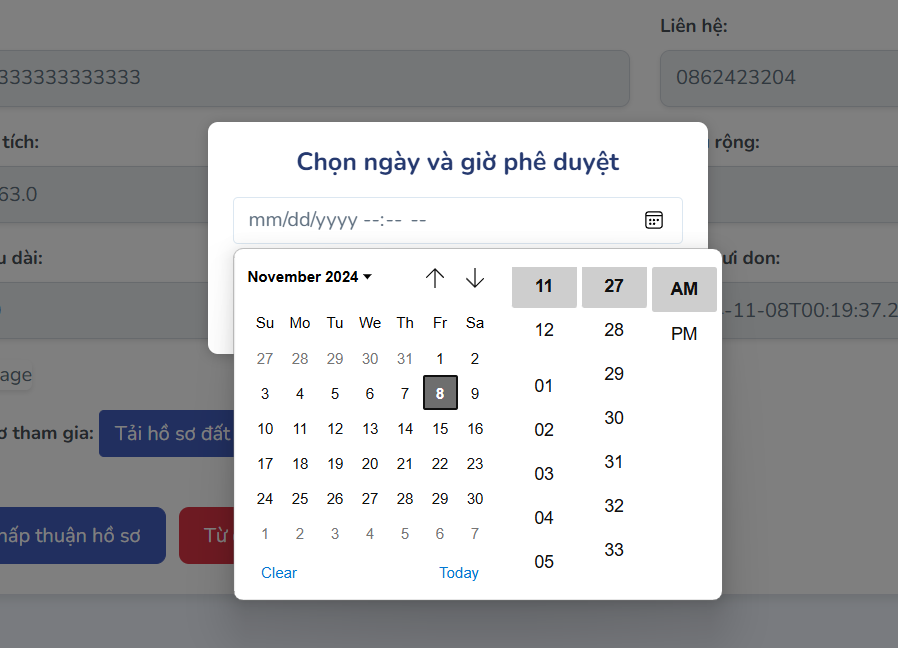 Liên hệ:
333333333333
0862423204
tích:
rộng:
Chọn ngày và giờ phê duyệt
63.0
mm/dd/yyyy --:-- --
dài:
don:
November 2024
11 27 AM
Su Mo Tu We Th Fr Sa
12 28 PM
27 28 29 30 31 1 2
01 29
3 4 5 6 7 8 9
02 30
10 11 12 13 14 15 16
03 31
17 18 19 20 21 22 23
04 32
24 25 26 27 28 29 30
05 33
1 2 3 4 5 6 7
Clear Today
-11-08T00:19:37.2
age
tham gia: Tải hồ sơ đất
hấp thuận hồ sơ
Từ